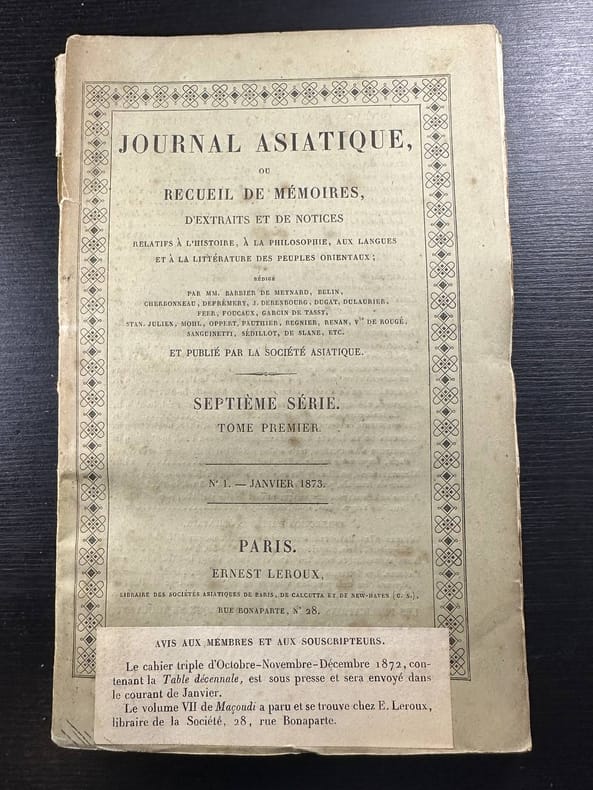 JOURNAL ASIATIQUE,
OU
RECUEIL DE MÉMOIRES,
D'EXTRAITS ET DE NOTICES
RELATIFS À L'HISTOIRE, À LA PHILOSOPHIE, AUX LANGUES
ET À LA LITTÉRATURE DES PEUPLES ORIENTAUX;
RÉDIGÉ
PAR MM. BARBIER DE MEYNARD, BELIN,
CHERBONNEAU, DEFRÉMERY, J. DERENBOURG, DUGAT, DULAURIER,
FEER, FOUCAUX, GARCIN DE TASSY,
STAN. JULIEN, MOHL, OPPERT, PAUTHIER, REGNIER, RENAN, Vte DE ROUGÉ,
SANGUINETTI, SÉDILLOT, DE SLANE, ETC.
ET PUBLIÉ PAR LA SOCIÉTÉ ASIATIQUE.
SEPTIÈME SÉRIE.
TOME PREMIER.
N° 1. — JANVIER 1873.
PARIS.
ERNEST LEROUX,
LIBRAIRE DES SOCIÉTÉS ASIATIQUES DE PARIS, DE CALCUTTA ET DE NEW-HAVEN (C. S.),
RUE BONAPARTE, N° 28.
AVIS AUX MEMBRES ET AUX SOUSCRIPTEURS.
Le cahier triple d'Octobre-Novembre-Décembre 1872, con-
tenant la Table décennale, est sous presse et sera envoyé dans
le courant de Janvier.
Le volume VII de Maçoudi a paru et se trouve chez E. Leroux,
libraire de la Société, 28, rue Bonaparte.